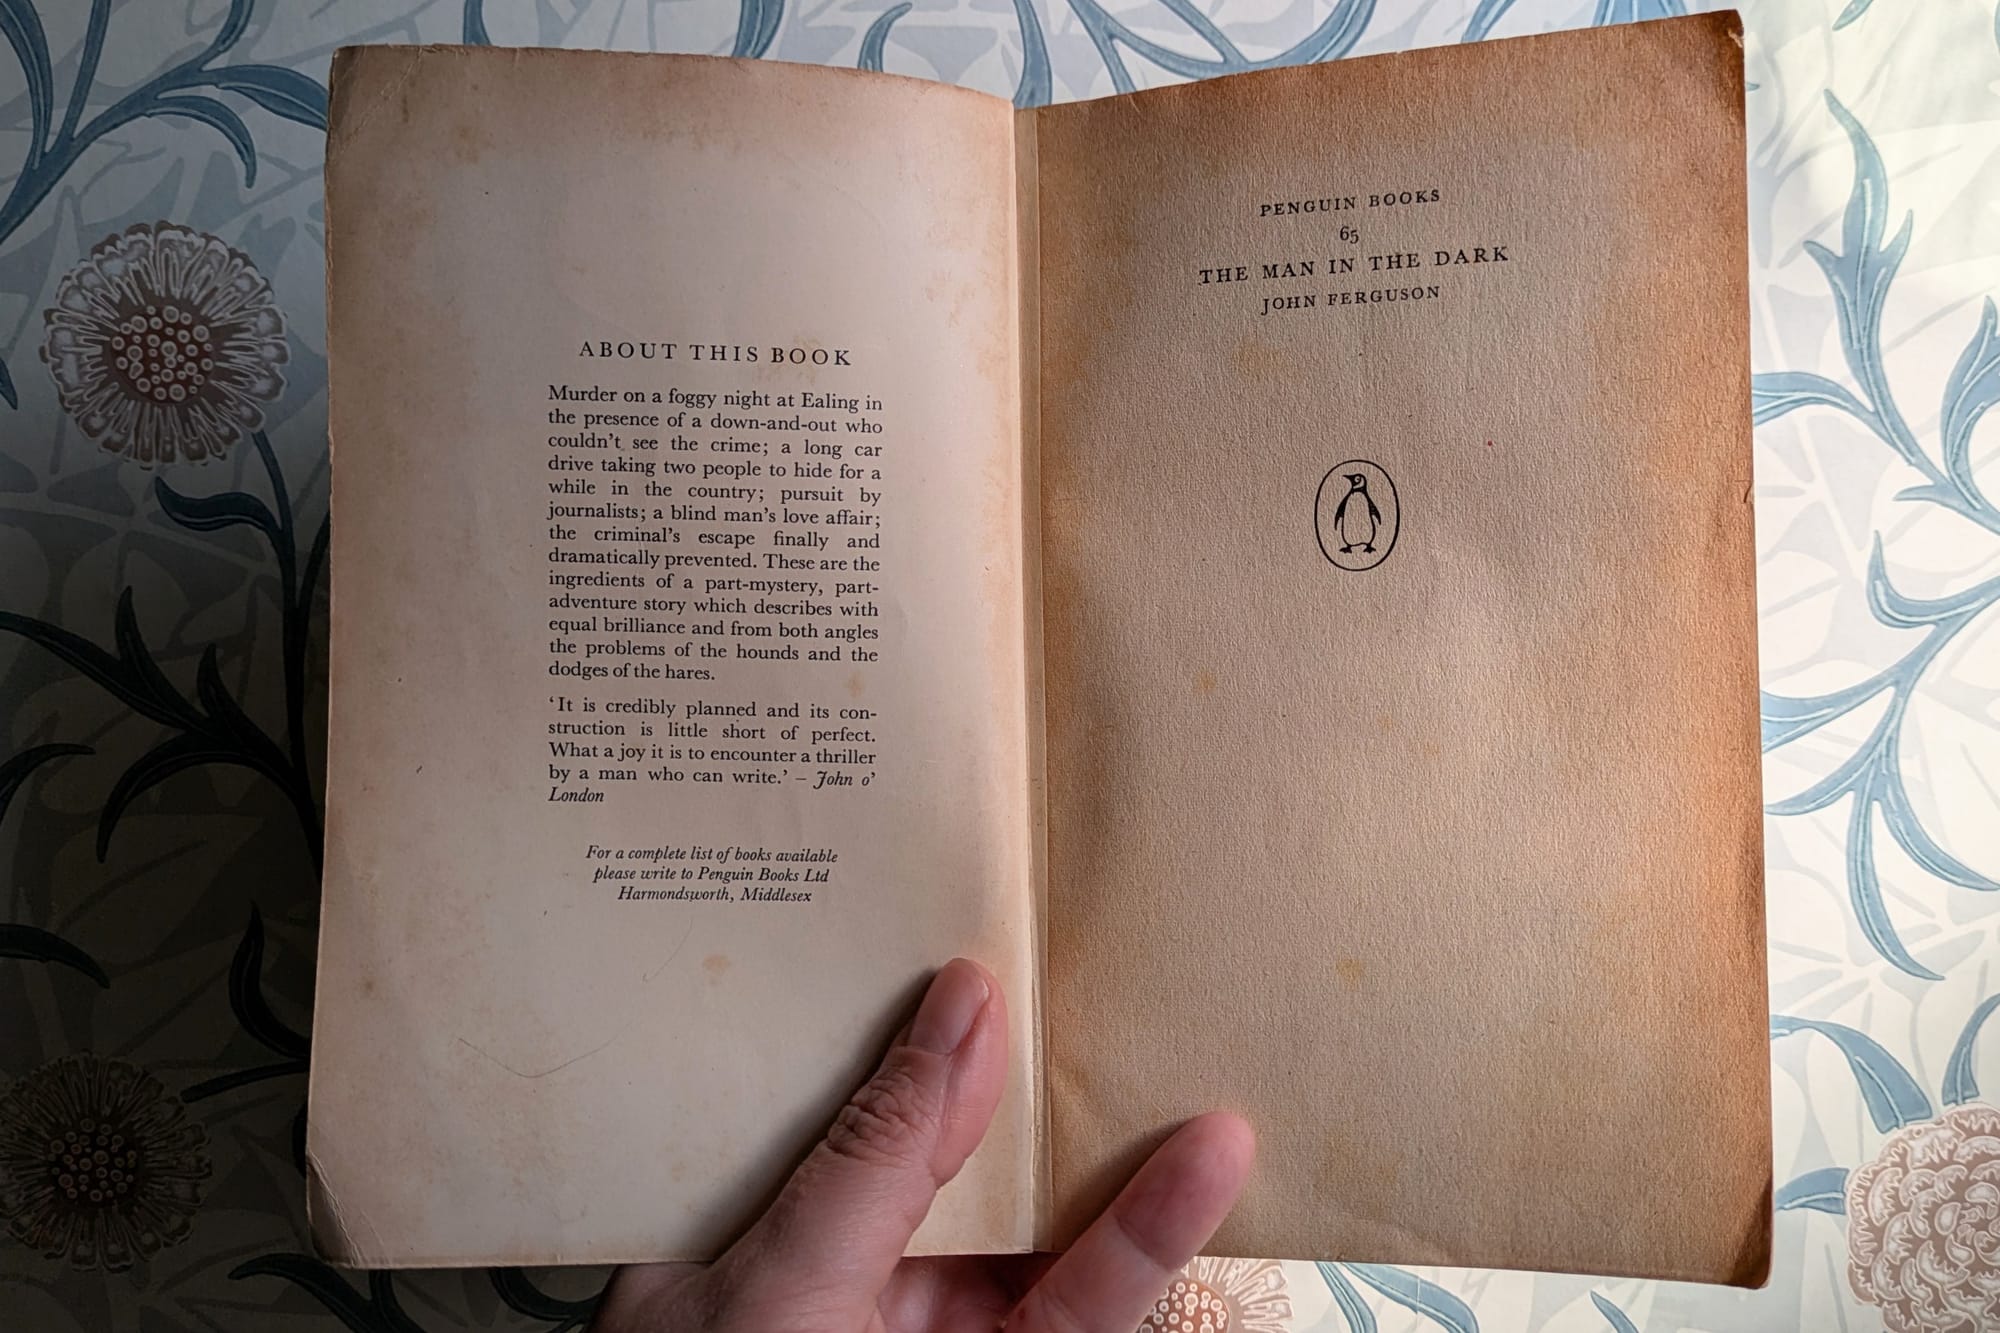 ABOUT THIS BOOK
Murder on a foggy night at Ealing in
the presence of a down-and-out who
couldn't see the crime; a long car
drive taking two people to hide for a
while in the country; pursuit by
journalists; a blind man's love affair;
the criminal's escape finally and
dramatically prevented. These are the
ingredients of a part-mystery, part-
adventure story which describes with
equal brilliance and from both angles
the problems of the hounds and the
dodges of the hares.
'It is credibly planned and its con-
struction is little short of perfect.
What a joy it is to encounter a thriller
by a man who can write.' – John o'
London
For a complete list of books available
please write to Penguin Books Ltd
Harmondsworth, Middlesex
PENGUIN BOOKS
65
THE MAN IN THE DARK
JOHN FERGUSON